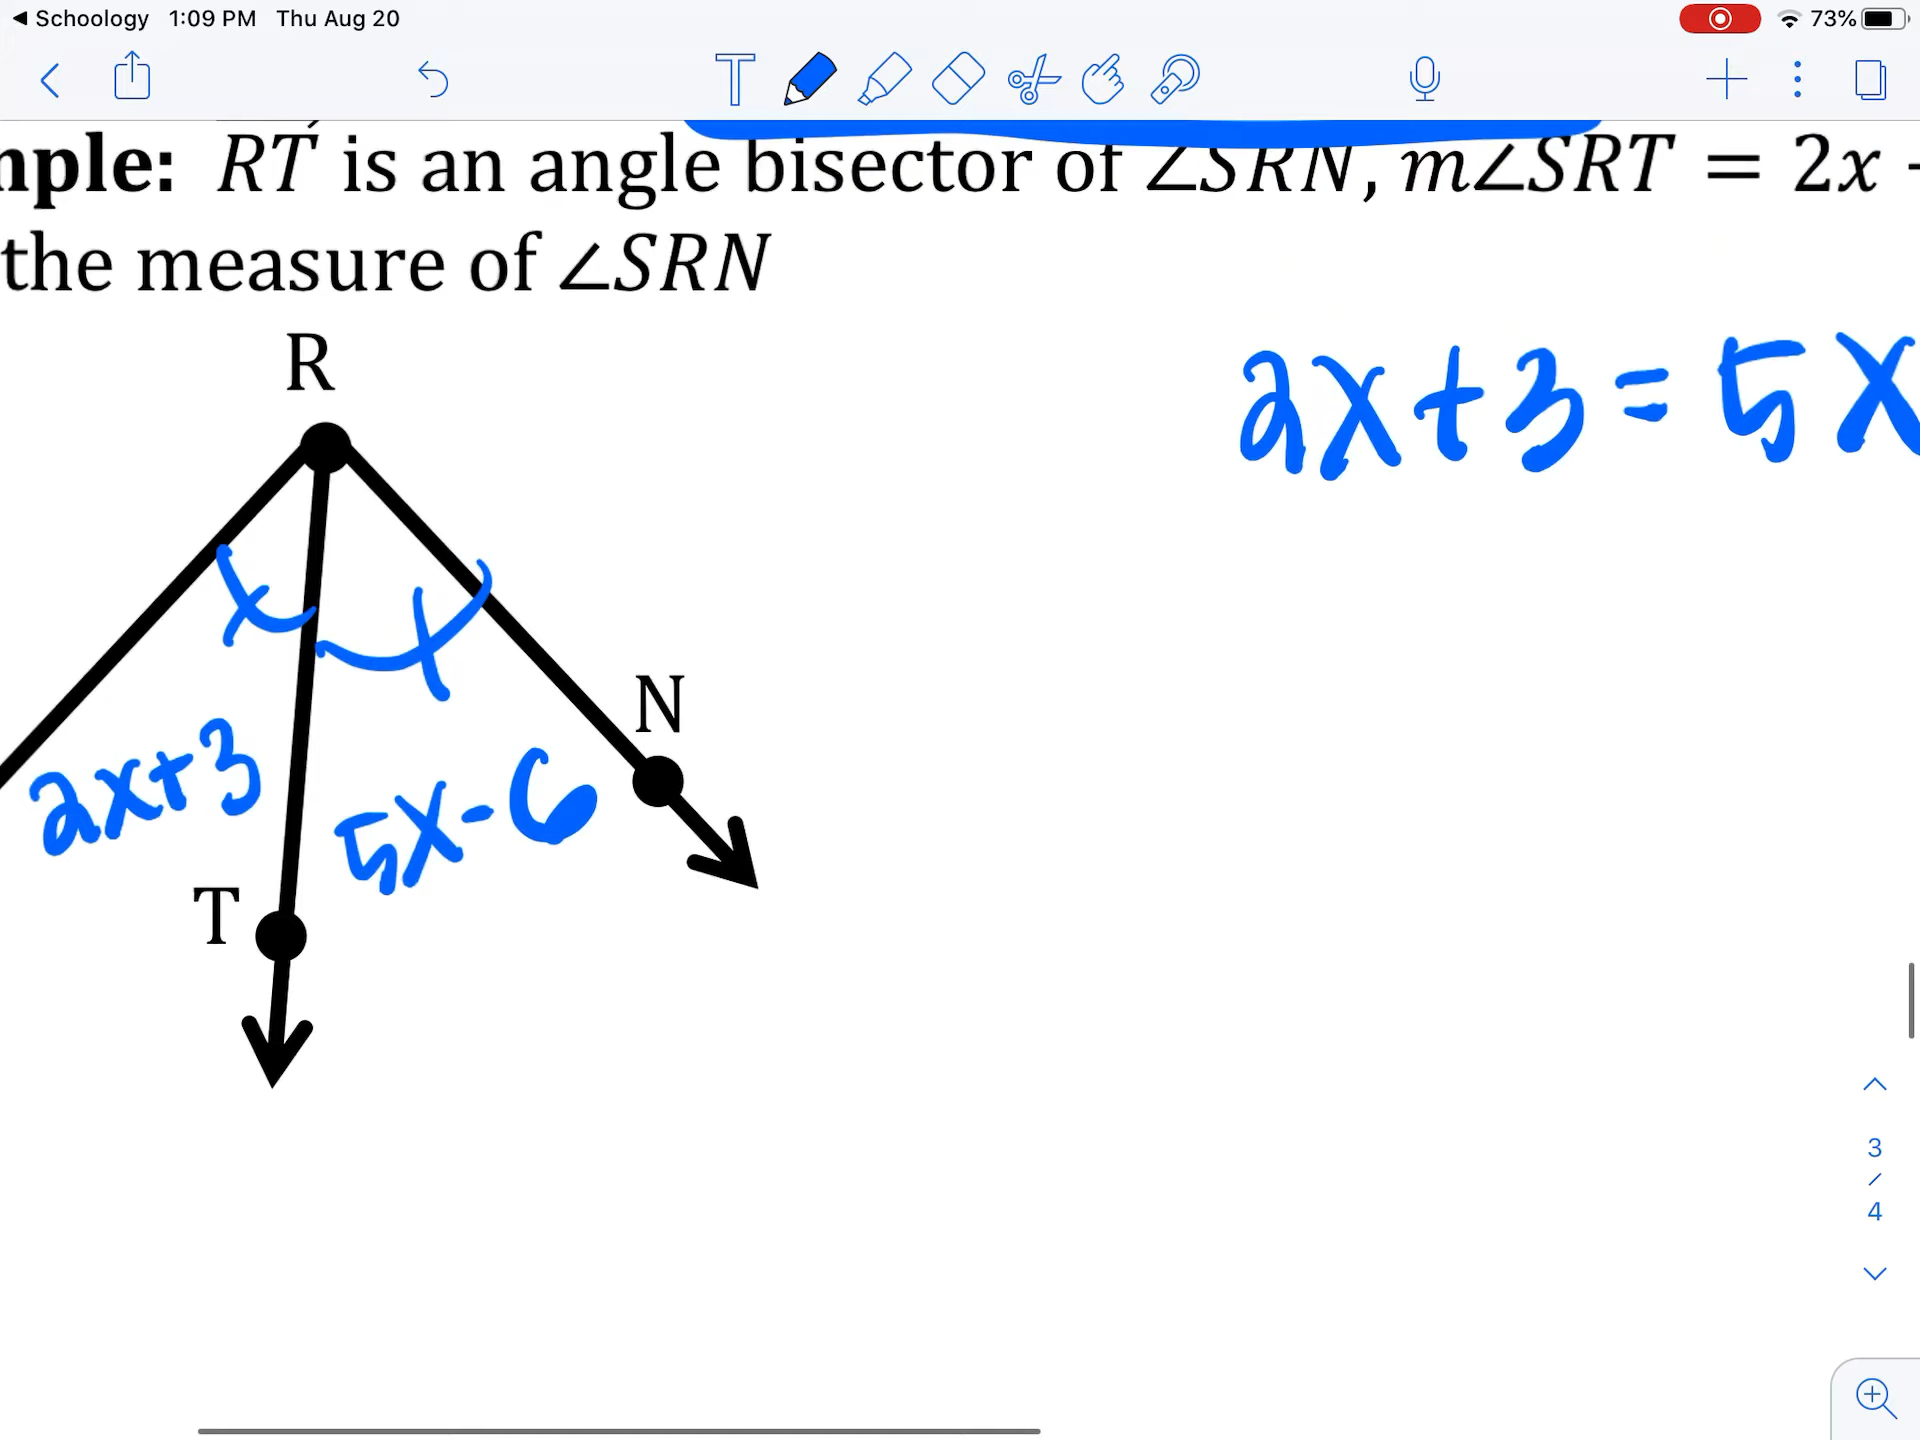 Schoology 1:09 PM Thu Aug 20 73%
mple: RT is an angle bisector of ∠SRN, m∠SRT = 2x
the measure of ∠SRN
R
2x+3=5x
N
2x+3
5x-6
T
3
/
4